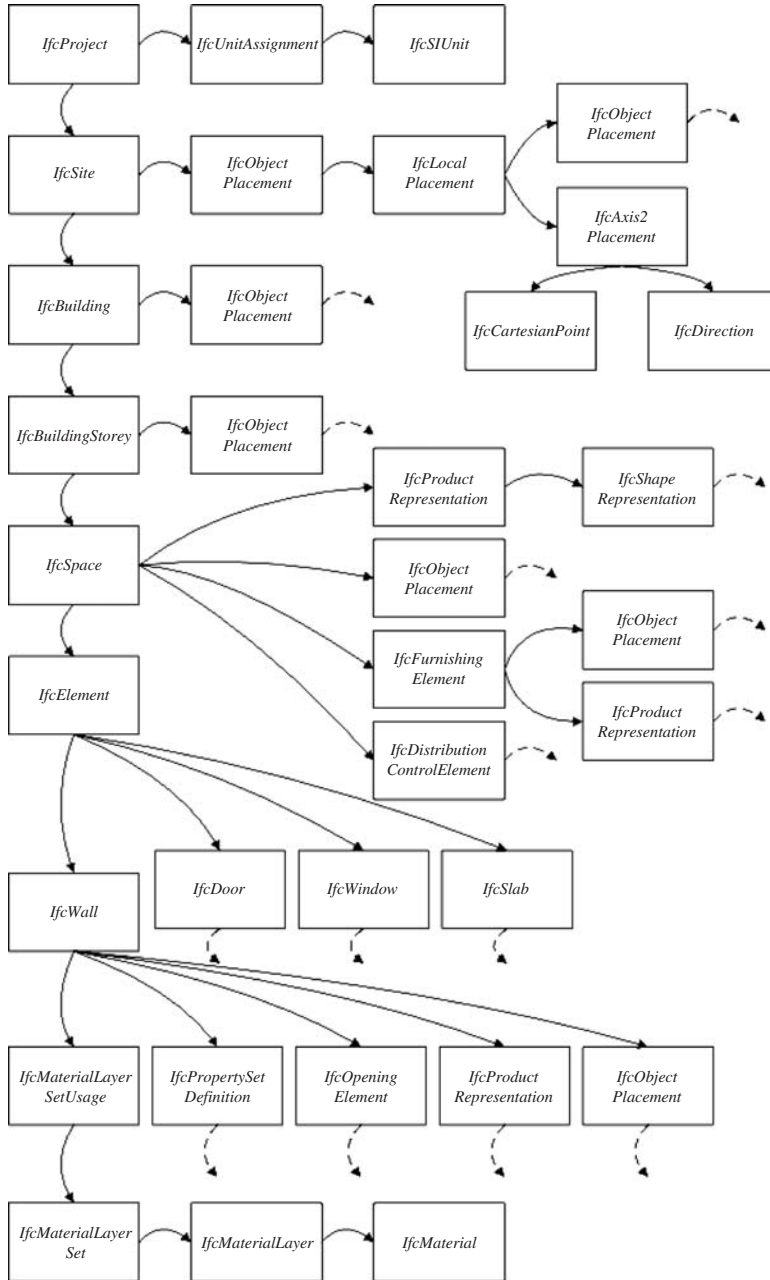 IfcProject
IfcUnitAssignment
IfcSIUnit
IfcSite
IfcObject
Placement
IfcLocal
Placement
IfcObject
Placement
IfcAxis2
Placement
IfcCartesianPoint
IfcDirection
IfcBuilding
IfcObject
Placement
IfcBuildingStorey
IfcObject
Placement
IfcProduct
Representation
IfcShape
Representation
IfcSpace
IfcObject
Placement
IfcFurnishing
Element
IfcObject
Placement
IfcProduct
Representation
IfcDistribution
ControlElement
IfcElement
IfcWall
IfcDoor
IfcWindow
IfcSlab
IfcMaterialLayer
SetUsage
IfcPropertySet
Definition
IfcOpening
Element
IfcProduct
Representation
IfcObject
Placement
IfcMaterialLayer
Set
IfcMaterialLayer
IfcMaterial